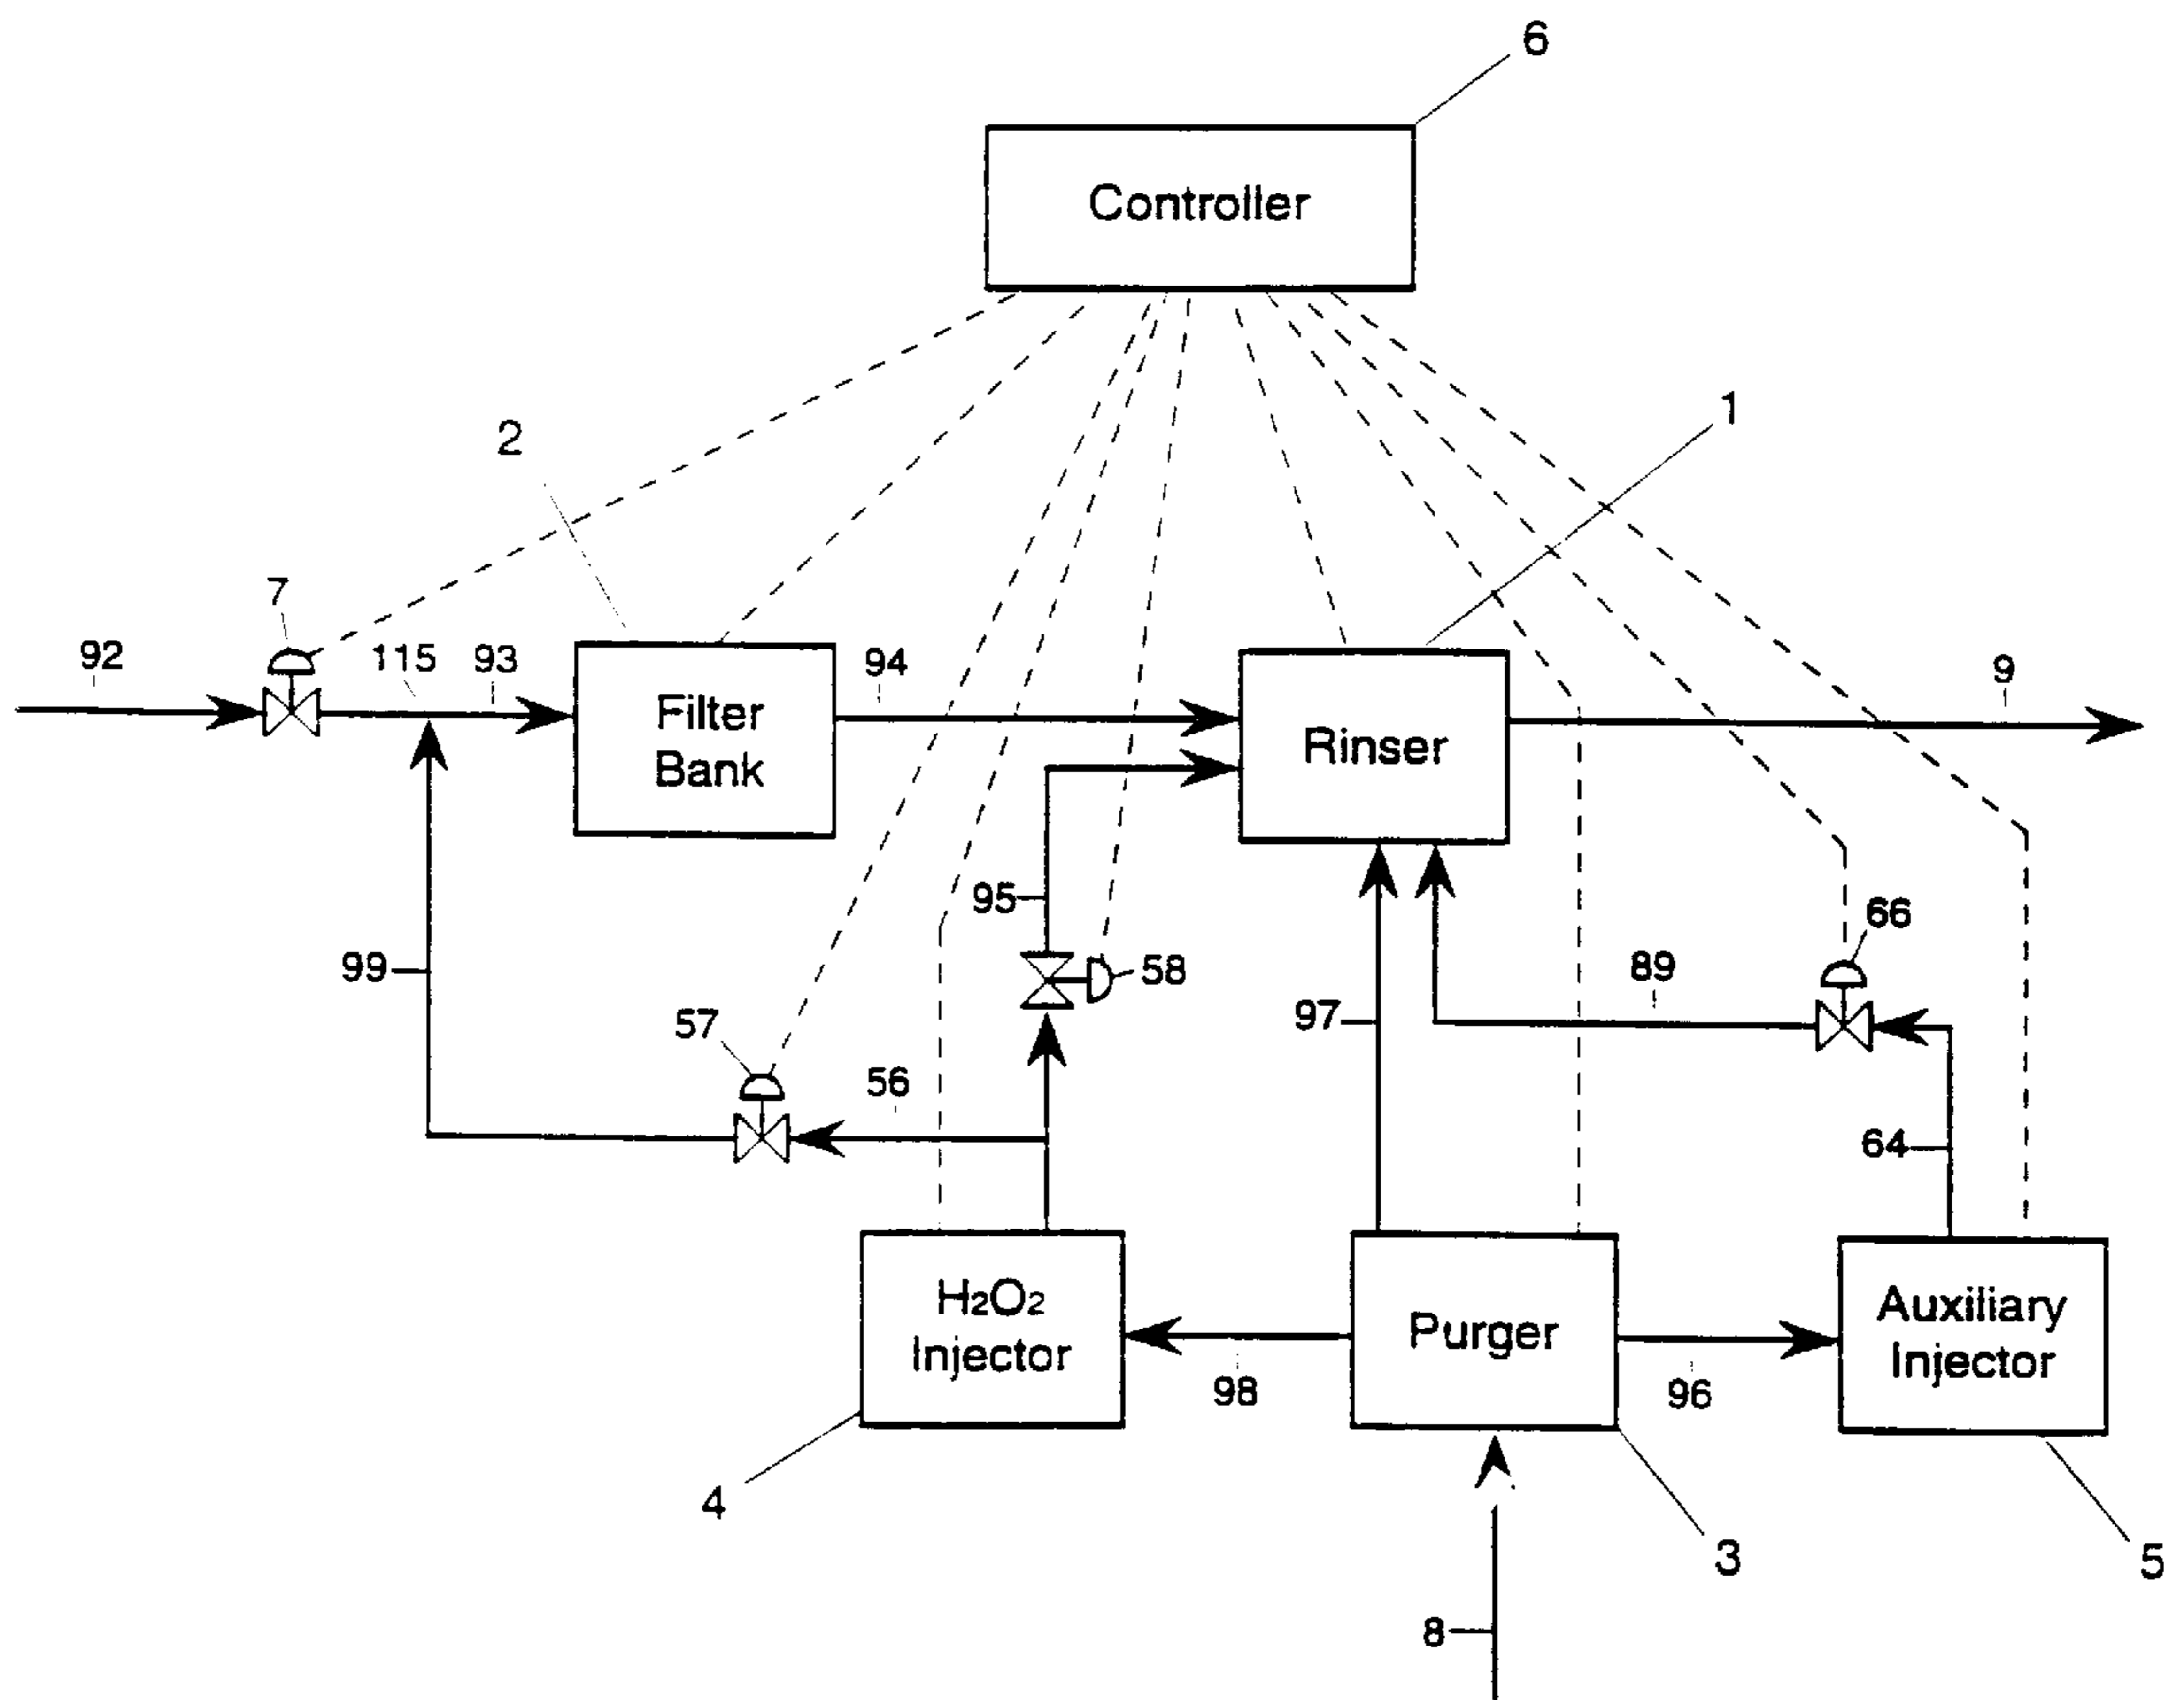 6
Controller
1
2
7
92
115
93
94
9
Filter
Bank
Rinser
95
66
99
58
89
57
97
56
64
H2O2
Injector
Purger
Auxiliary
Injector
98
96
4
3
5
8